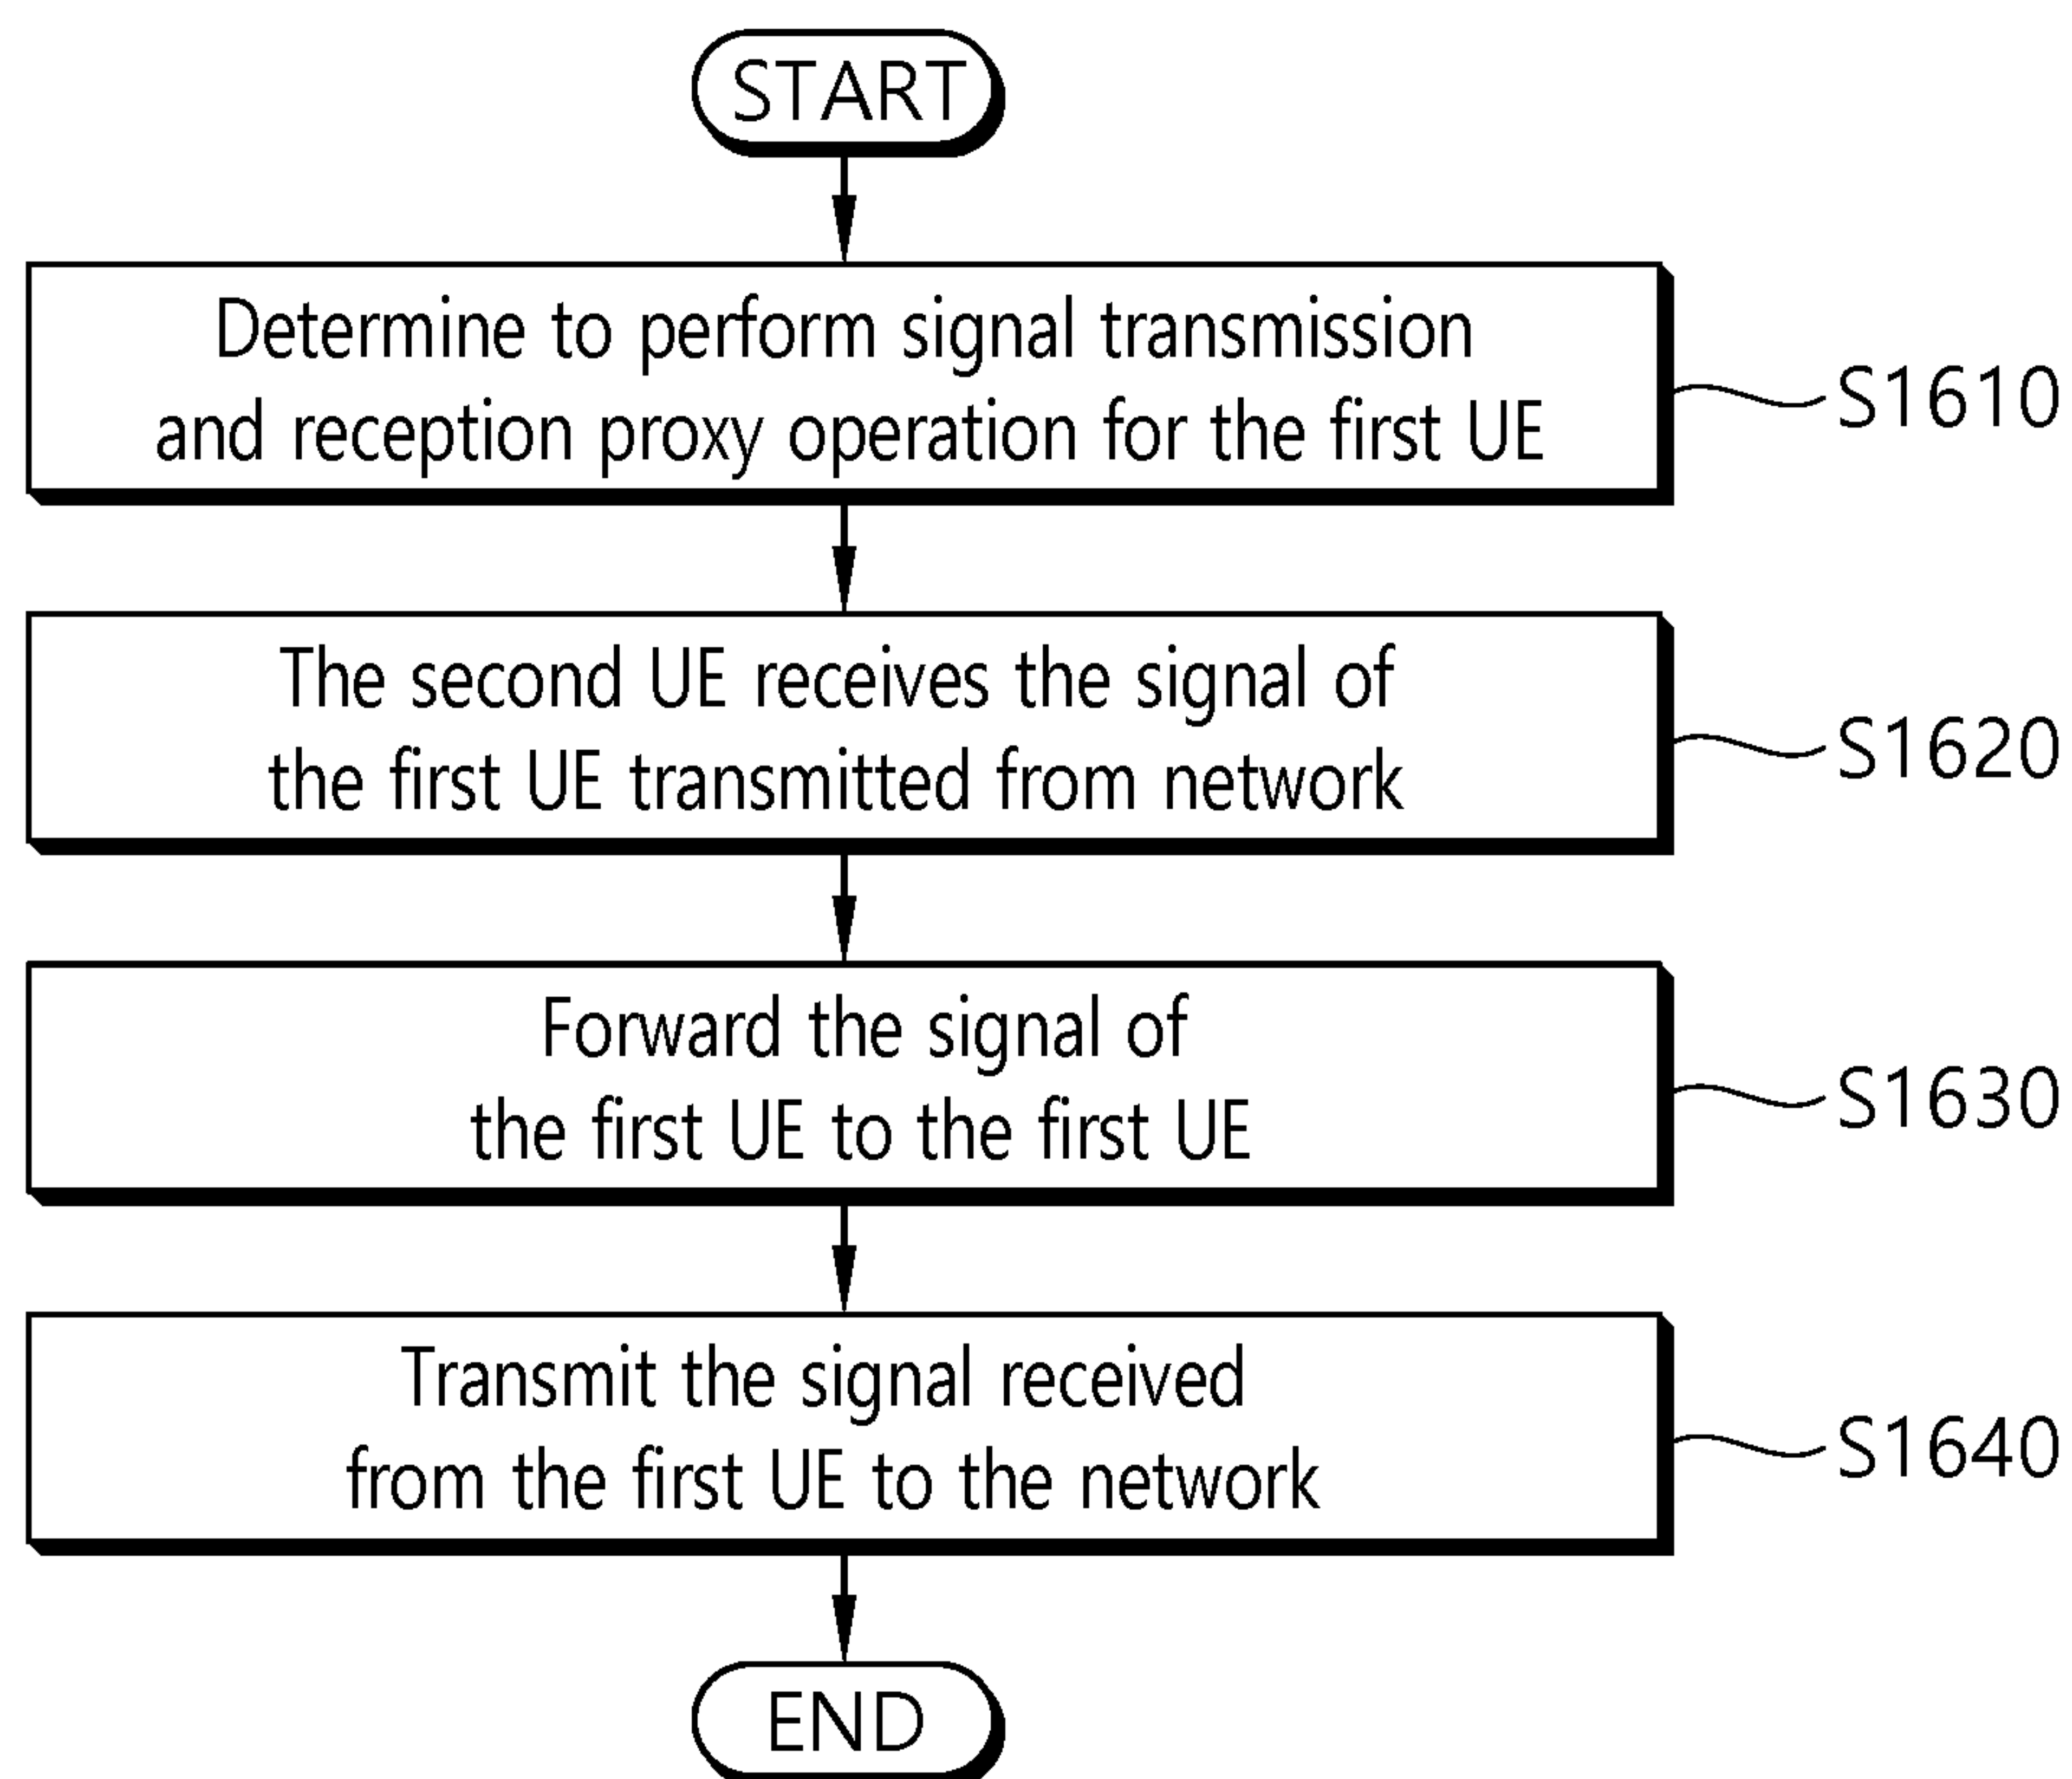 START
Determine to perform signal transmission
and reception proxy operation for the first UE
S1610
The second UE receives the signal of
the first UE transmitted from network
S1620
Forward the signal of
the first UE to the first UE
S1630
Transmit the signal received
from the first UE to the network
S1640
END